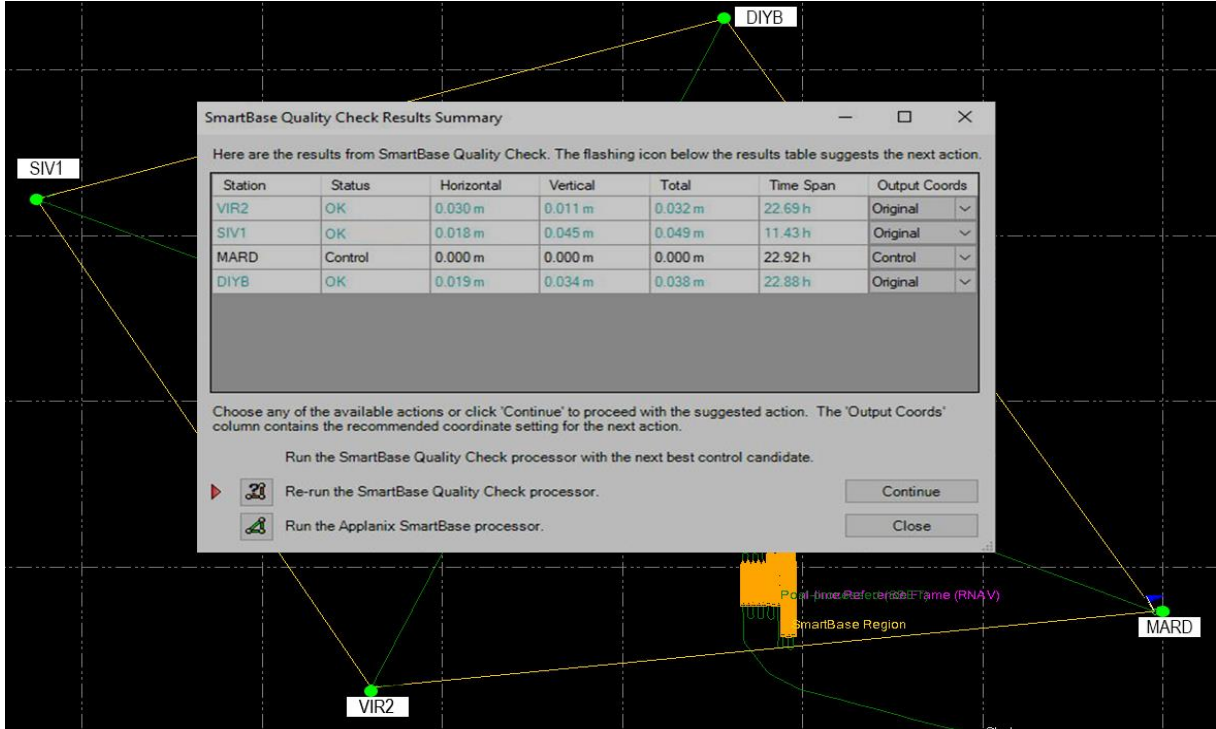 DIYB
SmartBase Quality Check Results Summary
Here are the results from SmartBase Quality Check. The flashing icon below the results table suggests the next action.
SIV1
Station Status Horizontal Vertical Total Time Span Output Coords
VIR2 OK 0.030 m 0.011 m 0.032 m 22.69 h Original
SIV1 OK 0.018 m 0.045 m 0.049 m 11.43 h Original
MARD Control 0.000 m 0.000 m 0.000 m 22.92 h Control
DIYB OK 0.019 m 0.034 m 0.038 m 22.88 h Original
Choose any of the available actions or click 'Continue' to proceed with the suggested action. The 'Output Coords'
column contains the recommended coordinate setting for the next action.
Run the SmartBase Quality Check processor with the next best control candidate.
Re-run the SmartBase Quality Check processor. Continue
Run the Applanix SmartBase processor. Close
(RNAV)
SmartBase Region
MARD
VIR2